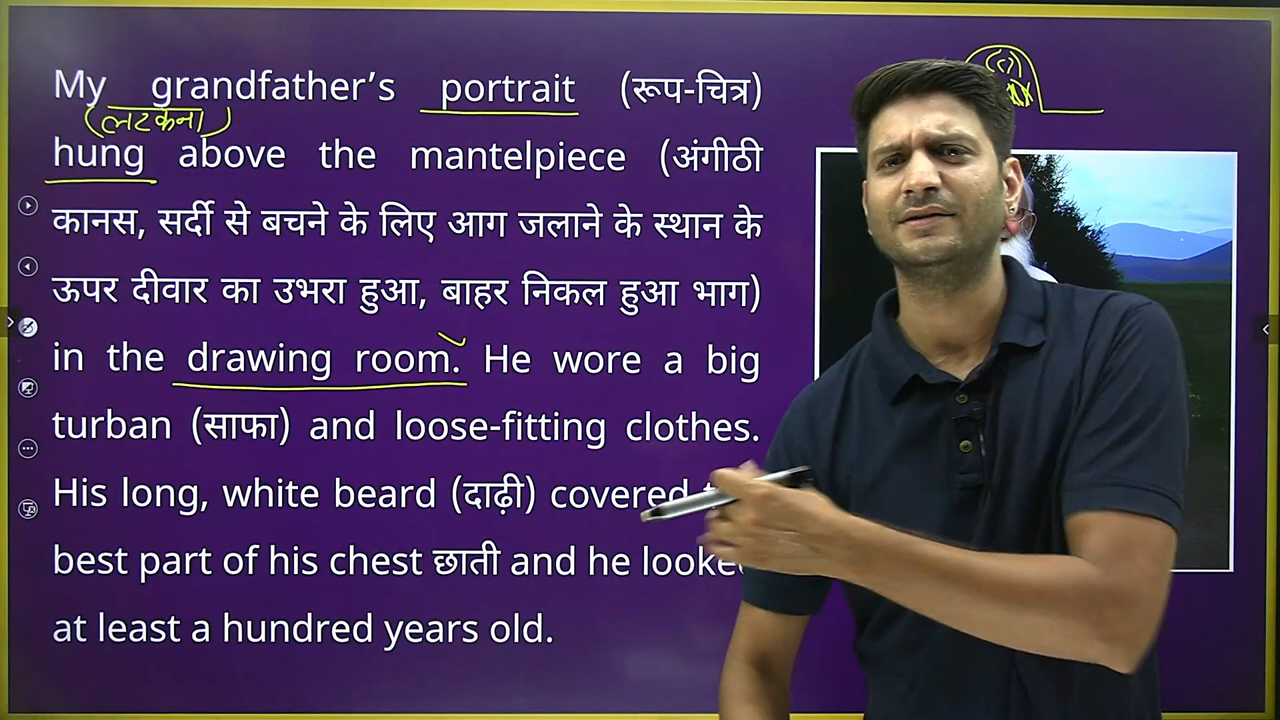 My grandfather’s portrait (रूप-चित्र)
(लटकना)
hung above the mantelpiece (अंगीठी
कानस, सर्दी से बचने के लिए आग जलाने के स्थान के
ऊपर दीवार का उभरा हुआ, बाहर निकल हुआ भाग)
in the drawing room. He wore a big
turban (साफा) and loose-fitting clothes.
His long, white beard (दाढ़ी) covered
best part of his chest छाती and he looke
at least a hundred years old.